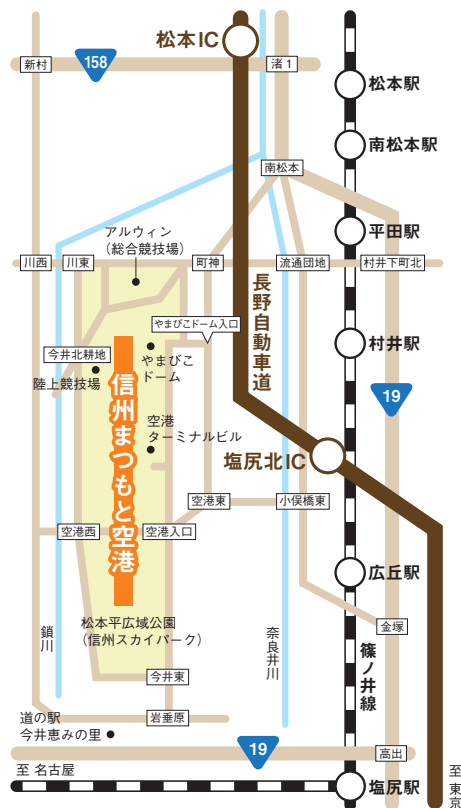 松本IC
新村
158
渚1
松本駅
南松本駅
南松本
アルウィン
（総合競技場）
平田駅
川西
川東
町神
流通団地
村井下町北
長野自動車道
やまびこドーム入口
村井駅
今井北耕地
やまびこ
ドーム
陸上競技場
19
信州まつもと空港
空港
ターミナルビル
塩尻北IC
空港東
小俣橋東
空港西
空港入口
広丘駅
松本平広域公園
（信州スカイパーク）
鎖川
奈良井川
金塚
篠ノ井線
今井東
岩垂原
道の駅
今井恵みの里
19
高出
至 名古屋
塩尻駅
至 東京